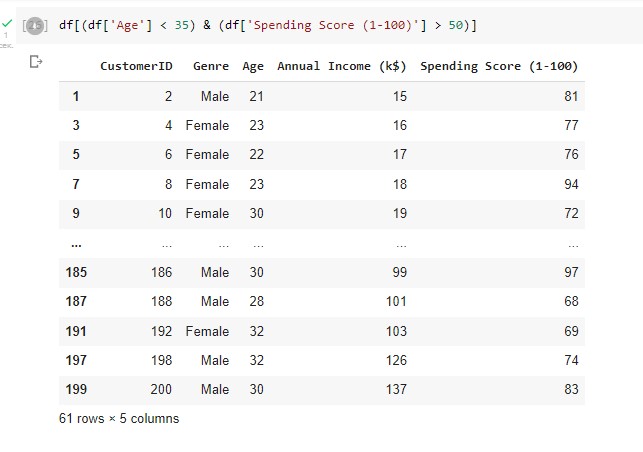 df[(df['Age'] < 35) & (df['Spending Score (1-100)'] > 50)]
CustomerID Genre Age Annual Income (k$) Spending Score (1-100)
1 2 Male 21 15 81
3 4 Female 23 16 77
5 6 Female 22 17 76
7 8 Female 23 18 94
9 10 Female 30 19 72
... ... ... ... ... ...
185 186 Male 30 99 97
187 188 Male 28 101 68
191 192 Female 32 103 69
197 198 Male 32 126 74
199 200 Male 30 137 83
61 rows × 5 columns